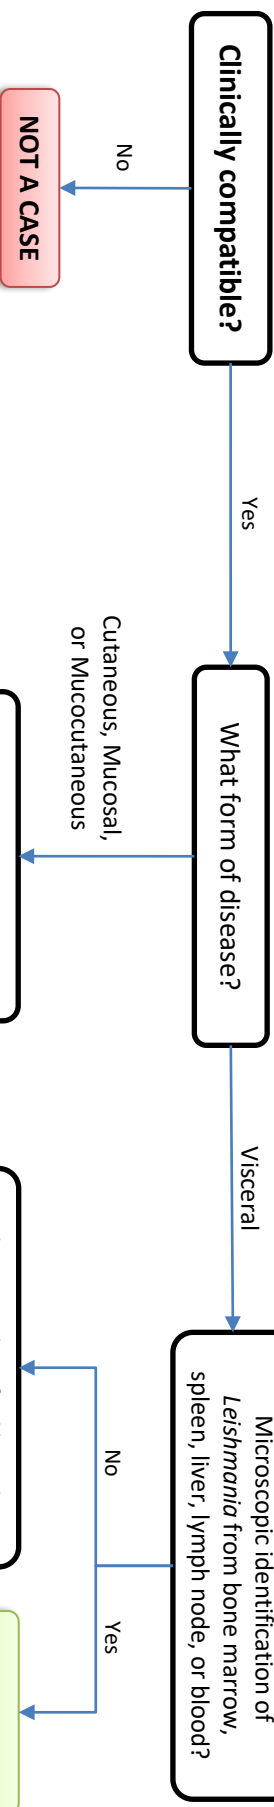 Clinically compatible?
No
NOT A CASE
Yes
What form of disease?
Cutaneous, Mucosal,
or Mucocutaneous
Visceral
Microscopic identification of
Leishmania from bone marrow,
spleen, liver, lymph node, or blood?
No
Yes